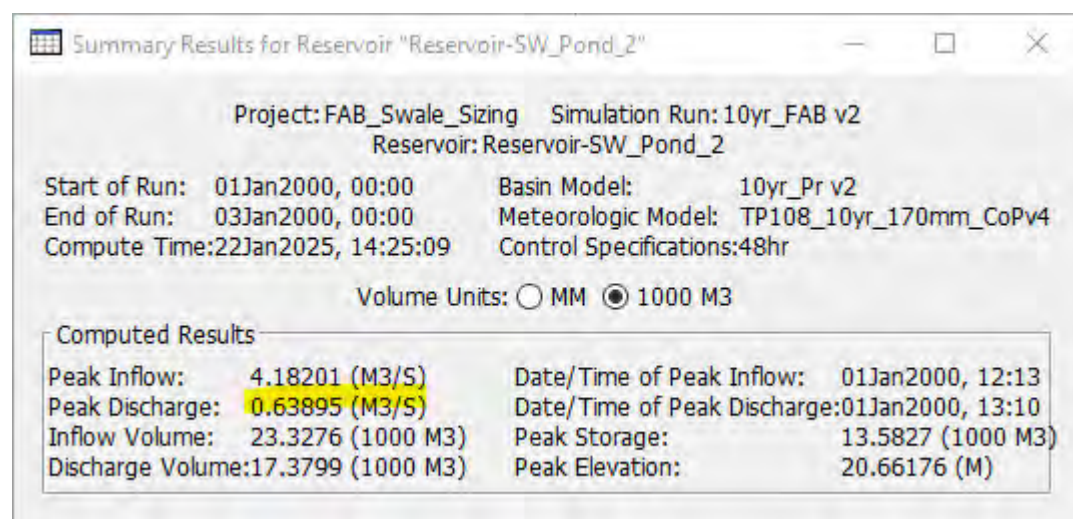 Summary Results for Reservoir "Reservoir-SW_Pond_2"
Project: FAB_Swale_Sizing Simulation Run: 10yr_FAB v2
Reservoir: Reservoir-SW_Pond_2
Start of Run: 01Jan2000, 00:00 Basin Model: 10yr_Pr v2
End of Run: 03Jan2000, 00:00 Meteorologic Model: TP108_10yr_170mm_CoPv4
Compute Time:22Jan2025, 14:25:09 Control Specifications:48hr
Volume Units: MM 1000 M3
Computed Results
Peak Inflow: 4.18201 (M3/S) Date/Time of Peak Inflow: 01Jan2000, 12:13
Peak Discharge: 0.63895 (M3/S) Date/Time of Peak Discharge:01Jan2000, 13:10
Inflow Volume: 23.3276 (1000 M3) Peak Storage: 13.5827 (1000 M3)
Discharge Volume:17.3799 (1000 M3) Peak Elevation: 20.66176 (M)